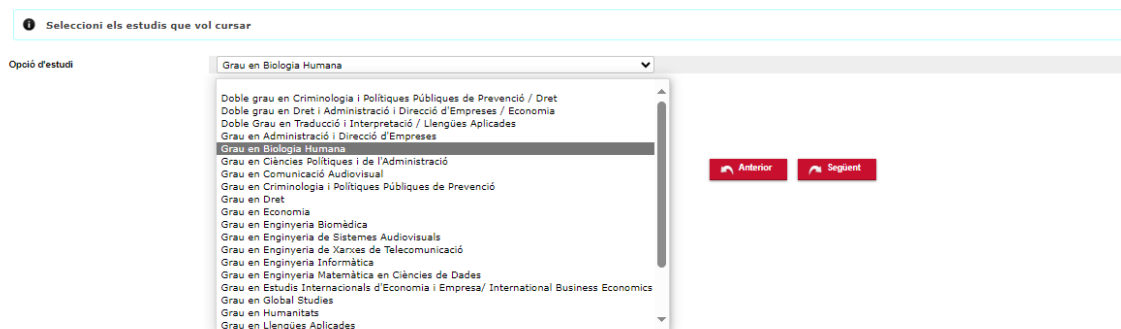 Seleccioni els estudis que vol cursar
Opció d'estudi
Grau en Biologia Humana
Doble grau en Criminologia i Polítiques Públiques de Prevenció / Dret
Doble grau en Dret i Administració i Direcció d'Empreses / Economia
Doble Grau en Traducció i Interpretació / Llengües Aplicades
Grau en Administració i Direcció d'Empreses
Grau en Biologia Humana
Grau en Ciències Polítiques i de l'Administració
Grau en Comunicació Audiovisual
Grau en Criminologia i Polítiques Públiques de Prevenció
Grau en Dret
Grau en Economia
Grau en Enginyeria Biomèdica
Grau en Enginyeria de Sistemes Audiovisuals
Grau en Enginyeria de Xarxes de Telecomunicació
Grau en Enginyeria Informàtica
Grau en Enginyeria Matemàtica en Ciències de Dades
Grau en Estudis Internacionals d'Economia i Empresa/ International Business Economics
Grau en Global Studies
Grau en Humanitats
Grau en Llengües Aplicades
Anterior
Següent